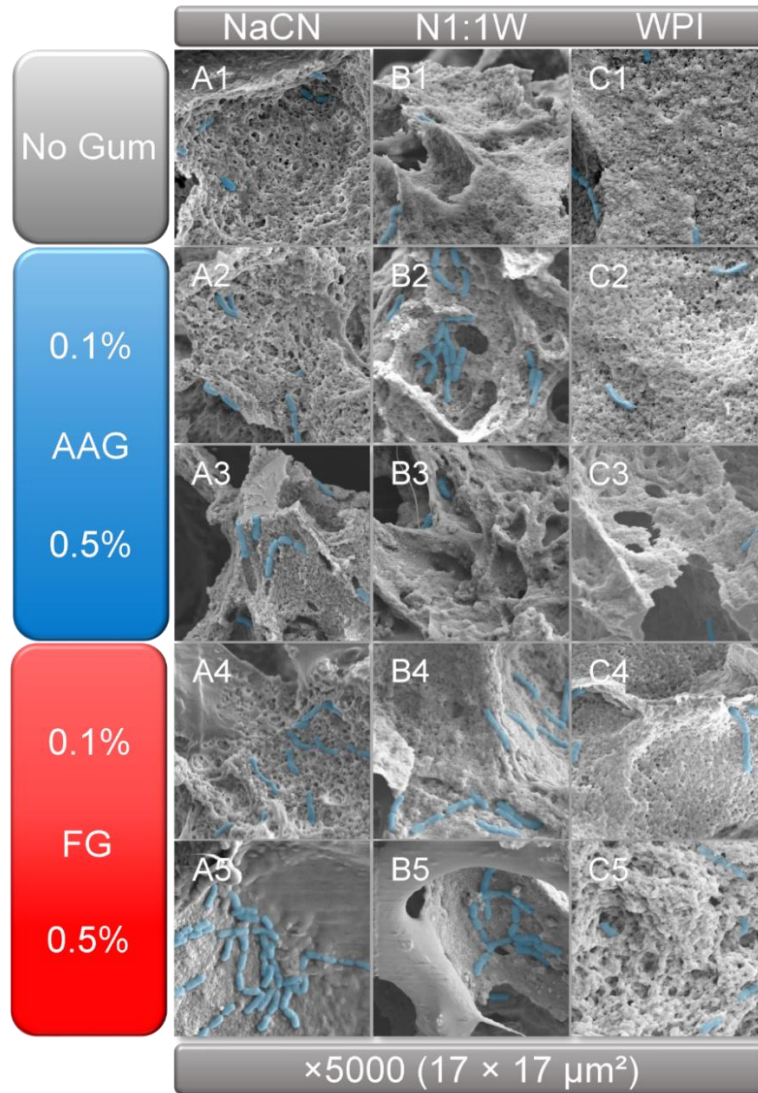 NaCN N1:1W WPI
No Gum
A1 B1 C1
0.1%
AAG
0.5%
A2 B2 C2
A3 B3 C3
0.1%
FG
0.5%
A4 B4 C4
A5 B5 C5
×5000 (17 × 17 µm²)